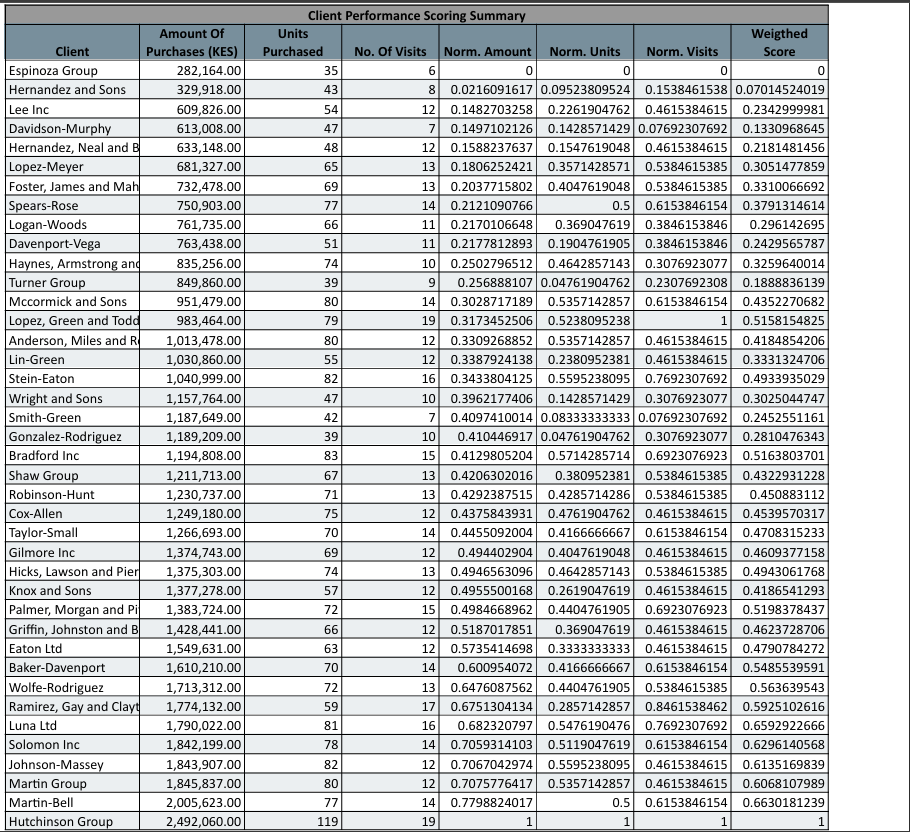 Client Performance Scoring Summary
Client Amount Of Purchases (KES) Units Purchased No. Of Visits Norm. Amount Norm. Units Norm. Visits Weigthed Score
Espinoza Group 282,164.00 35 6 0 0 0 0
Hernandez and Sons 329,918.00 43 8 0.0216091617 0.09523809524 0.1538461538 0.07014524019
Lee Inc 609,826.00 54 12 0.1482703258 0.2261904762 0.4615384615 0.2342999981
Davidson-Murphy 613,008.00 47 7 0.1497102126 0.1428571429 0.07692307692 0.1330968645
Hernandez, Neal and B 633,148.00 48 12 0.1588237637 0.1547619048 0.4615384615 0.2181481456
Lopez-Meyer 681,327.00 65 13 0.1806252421 0.3571428571 0.5384615385 0.3051477859
Foster, James and Mah 732,478.00 69 13 0.2037715802 0.4047619048 0.5384615385 0.3310066692
Spears-Rose 750,903.00 77 14 0.2121090766 0.5 0.6153846154 0.3791314614
Logan-Woods 761,735.00 66 11 0.2170106648 0.369047619 0.3846153846 0.296142695
Davenport-Vega 763,438.00 51 11 0.2177812893 0.1904761905 0.3846153846 0.2429565787
Haynes, Armstrong and 835,256.00 74 10 0.2502796512 0.4642857143 0.3076923077 0.3259640014
Turner Group 849,860.00 39 9 0.256888107 0.04761904762 0.2307692308 0.1888836139
Mccormick and Sons 951,479.00 80 14 0.3028717189 0.5357142857 0.6153846154 0.4352270682
Lopez, Green and Todd 983,464.00 79 19 0.3173452506 0.5238095238 1 0.5158154825
Anderson, Miles and R 1,013,478.00 80 12 0.3309268852 0.5357142857 0.4615384615 0.4184854206
Lin-Green 1,030,860.00 55 12 0.3387924138 0.2380952381 0.4615384615 0.3331324706
Stein-Eaton 1,040,999.00 82 16 0.3433804125 0.5595238095 0.7692307692 0.4933935029
Wright and Sons 1,157,764.00 47 10 0.3962177406 0.1428571429 0.3076923077 0.3025044747
Smith-Green 1,187,649.00 42 7 0.4097410014 0.08333333333 0.07692307692 0.2452551161
Gonzalez-Rodriguez 1,189,209.00 39 10 0.410446917 0.04761904762 0.3076923077 0.2810476343
Bradford Inc 1,194,808.00 83 15 0.4129805204 0.5714285714 0.6923076923 0.5163803701
Shaw Group 1,211,713.00 67 13 0.4206302016 0.380952381 0.5384615385 0.4322931228
Robinson-Hunt 1,230,737.00 71 13 0.4292387515 0.4285714286 0.5384615385 0.450883112
Cox-Allen 1,249,180.00 75 12 0.4375843931 0.4761904762 0.4615384615 0.4539570317
Taylor-Small 1,266,693.00 70 14 0.4455092004 0.4166666667 0.6153846154 0.4708315233
Gilmore Inc 1,374,743.00 69 12 0.494402904 0.4047619048 0.4615384615 0.4609377158
Hicks, Lawson and Pier 1,375,303.00 74 13 0.4946563096 0.4642857143 0.5384615385 0.4943061768
Knox and Sons 1,377,278.00 57 12 0.4955500168 0.2619047619 0.4615384615 0.4186541293
Palmer, Morgan and Pi 1,383,724.00 72 15 0.4984668962 0.4404761905 0.6923076923 0.5198378437
Griffin, Johnston and B 1,428,441.00 66 12 0.5187017851 0.369047619 0.4615384615 0.4623728706
Eaton Ltd 1,549,631.00 63 12 0.5735414698 0.3333333333 0.4615384615 0.4790784272
Baker-Davenport 1,610,210.00 70 14 0.600954072 0.4166666667 0.6153846154 0.5485539591
Wolfe-Rodriguez 1,713,312.00 72 13 0.6476087562 0.4404761905 0.5384615385 0.563639543
Ramirez, Gay and Clayt 1,774,132.00 59 17 0.6751304134 0.2857142857 0.8461538462 0.5925102616
Luna Ltd 1,790,022.00 81 16 0.682320797 0.5476190476 0.7692307692 0.6592922666
Solomon Inc 1,842,199.00 78 14 0.7059314103 0.5119047619 0.6153846154 0.6296140568
Johnson-Massey 1,843,907.00 82 12 0.7067042974 0.5595238095 0.4615384615 0.6135169839
Martin Group 1,845,837.00 80 12 0.7075776417 0.5357142857 0.4615384615 0.6068107989
Martin-Bell 2,005,623.00 77 14 0.7798824017 0.5 0.6153846154 0.6630181239
Hutchinson Group 2,492,060.00 119 19 1 1 1 1